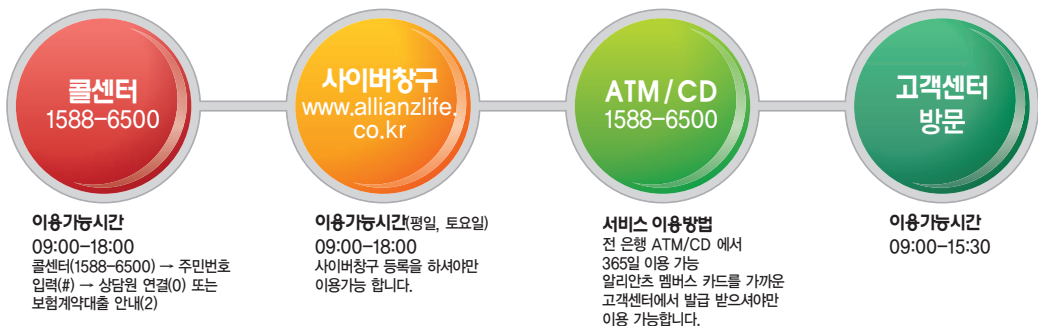 콜센터
1588-6500
사이버창구
www.allianzlife.
co.kr
ATM/CD
1588-6500
고객센터
방문
이용가능시간
09:00-18:00
콜센터(1588-6500) → 주민번호
입력(#) → 상담원 연결(0) 또는
보험계약대출 안내(2)
이용가능시간(평일, 토요일)
09:00-18:00
사이버창구 등록을 하셔야만
이용가능 합니다.
서비스 이용방법
전 은행 ATM/CD 에서
365일 이용 가능
알리안츠 멤버스 카드를 가까운
고객센터에서 발급 받으셔야만
이용 가능합니다.
이용가능시간
09:00-15:30